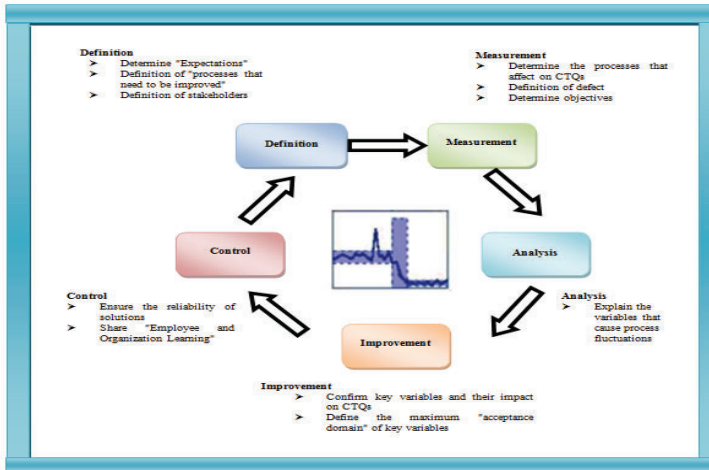 Definition
➢ Determine "Expectations"
➢ Definition of "processes that
need to be improved"
➢ Definition of stakeholders
Measurement
➢ Determine the processes that
affect on CTQs
➢ Definition of defect
➢ Determine objectives
Definition
Measurement
Control
Analysis
Improvement
Control
➢ Ensure the reliability of
solutions
➢ Share "Employee and
Organization Learning"
Analysis
➢ Explain the
variables that
cause process
fluctuations
Improvement
➢ Confirm key variables and their impact
on CTQs
➢ Define the maximum "acceptance
domain" of key variables